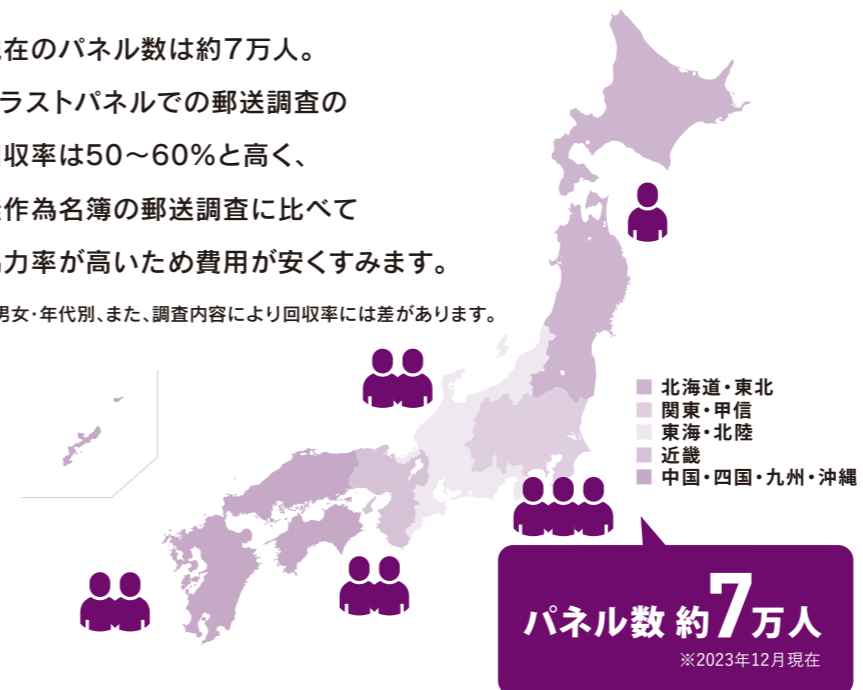 在のパネル数は約7万人。
ラストパネルでの郵送調査の
収率は50〜60%と高く、
作為名簿の郵送調査に比べて
力率が高いため費用が安くすみます。
男女・年代別、また、調査内容により回収率には差があります。
北海道・東北
関東・甲信
東海・北陸
近畿
中国・四国・九州・沖縄
パネル数 約7万人
※2023年12月現在